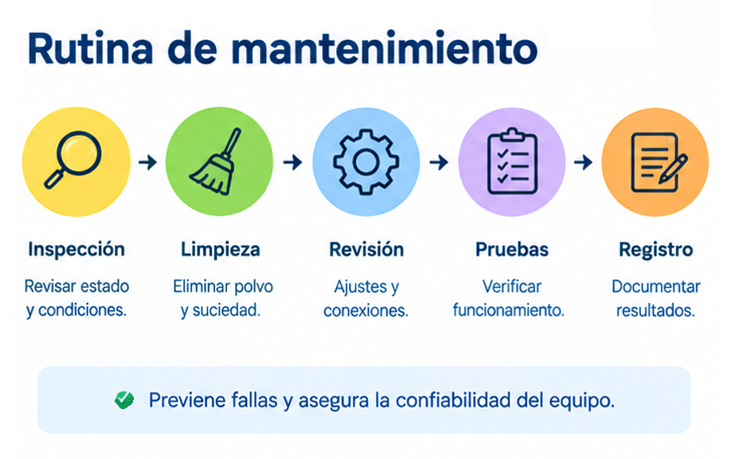 Rutina de mantenimiento
Inspección
Revisar estado
y condiciones.
Limpieza
Eliminar polvo
y suciedad.
Revisión
Ajustes y
conexiones.
Pruebas
Verificar
funcionamiento.
Registro
Documentar
resultados.
Previene fallas y asegura la confiabilidad del equipo.